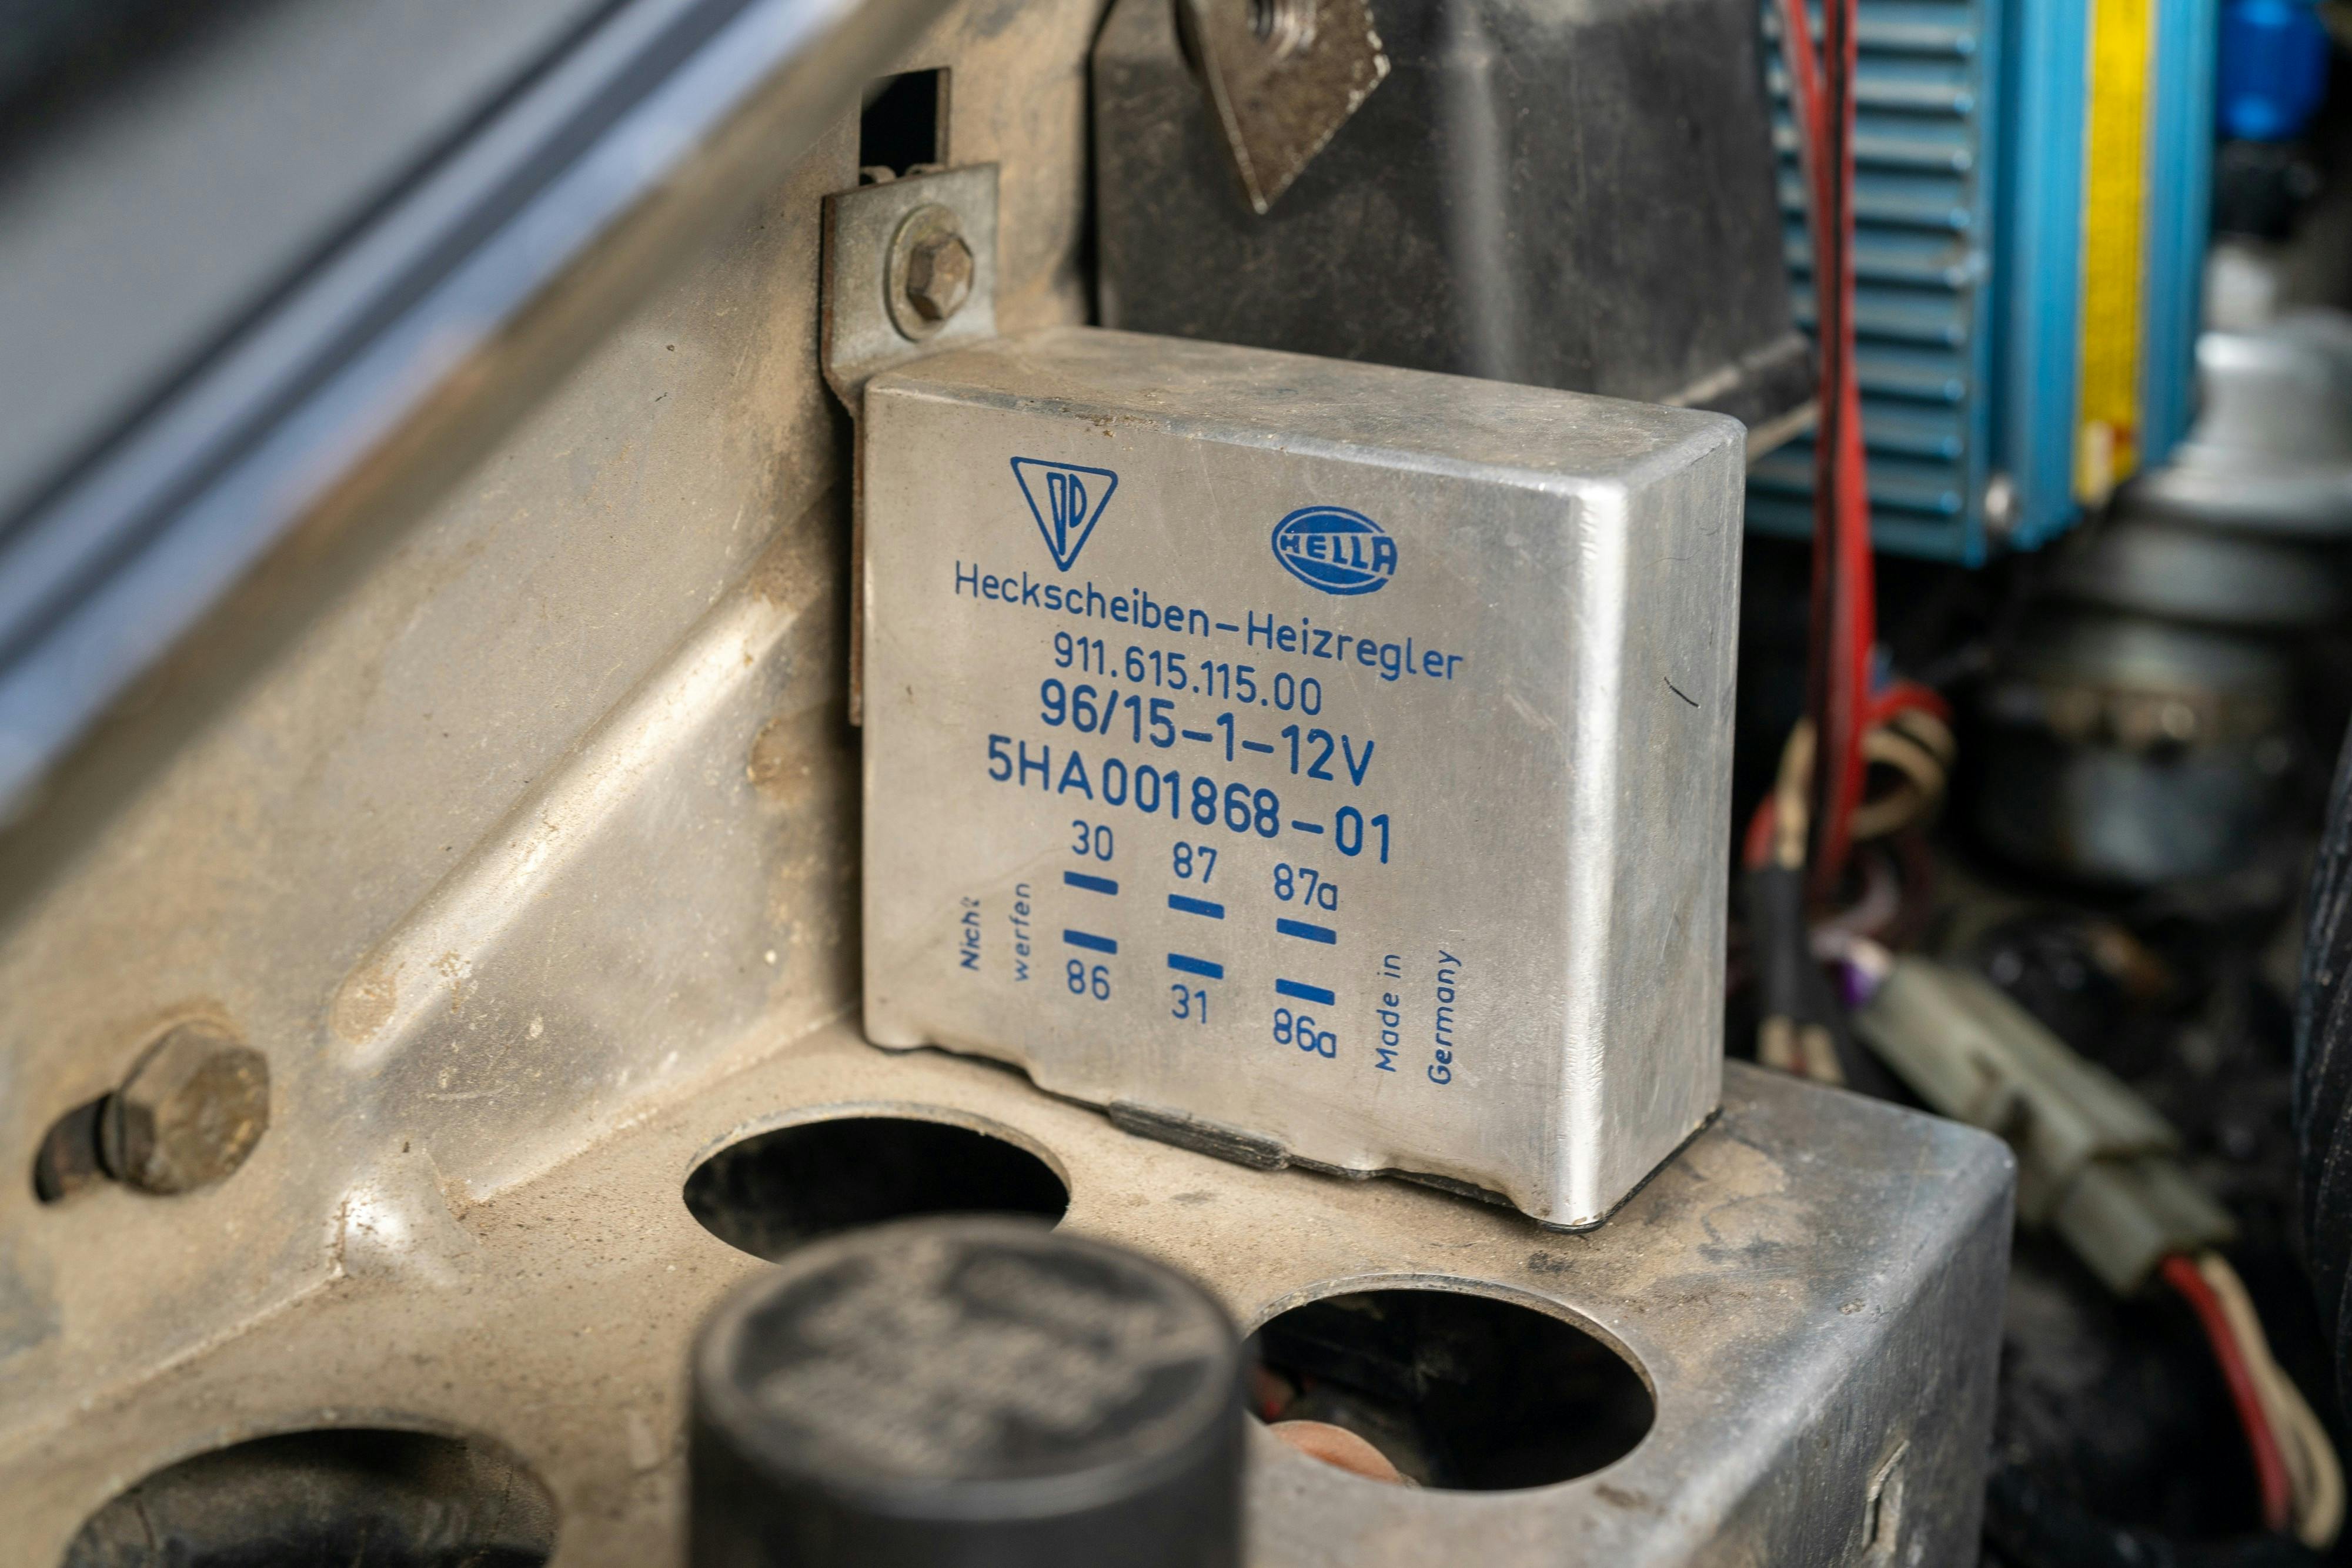 HELLA
Heckscheiben-Heizregler
911.615.115.00
96/15-1-12V
5HA001868-01
30 87 87a
86 31 86a
Nicht
werfen
Made in
Germany